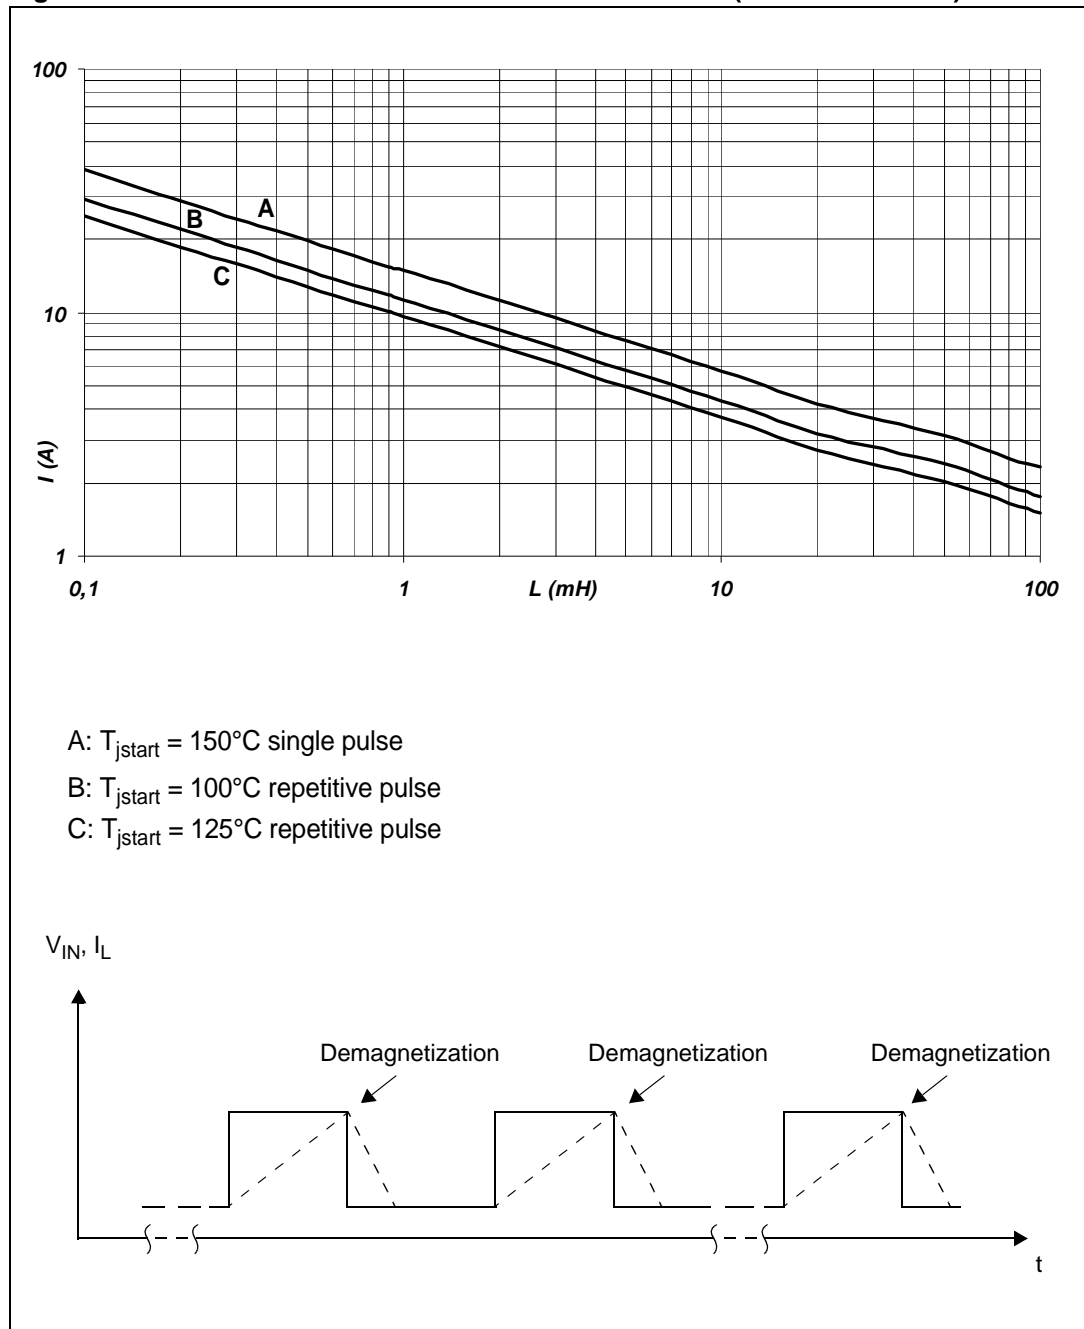 100
A
B
C
10
I (A)
1
0,1 1 L (mH) 10 100
A: Tjstart = 150°C single pulse
B: Tjstart = 100°C repetitive pulse
C: Tjstart = 125°C repetitive pulse
VIN, IL
Demagnetization Demagnetization Demagnetization
t